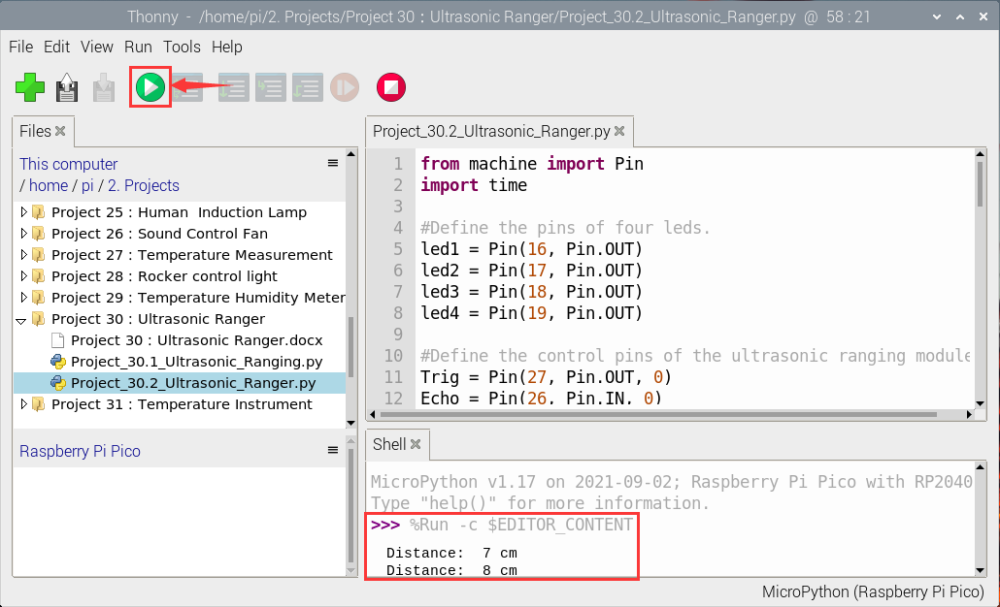 Thonny - /home/pi/2. Projects/Project 30：Ultrasonic Ranger/Project_30.2_Ultrasonic_Ranger.py @ 58 : 21
File Edit View Run Tools Help
Files
This computer
/ home / pi / 2. Projects
Project 25：Human  Induction Lamp
Project 26：Sound Control Fan
Project 27：Temperature Measurement
Project 28：Rocker control light
Project 29：Temperature Humidity Meter
Project 30：Ultrasonic Ranger
Project 30：Ultrasonic Ranger.docx
Project_30.1_Ultrasonic_Ranging.py
Project_30.2_Ultrasonic_Ranger.py
Project 31：Temperature Instrument
Raspberry Pi Pico
Project_30.2_Ultrasonic_Ranger.py
1 from machine import Pin
2 import time
3
4 #Define the pins of four leds.
5 led1 = Pin(16, Pin.OUT)
6 led2 = Pin(17, Pin.OUT)
7 led3 = Pin(18, Pin.OUT)
8 led4 = Pin(19, Pin.OUT)
9
10 #Define the control pins of the ultrasonic ranging module
11 Trig = Pin(27, Pin.OUT, 0)
12 Echo = Pin(26, Pin.IN, 0)
Shell
MicroPython v1.17 on 2021-09-02; Raspberry Pi Pico with RP2040
Type "help()" for more information.
>>> %Run -c $EDITOR_CONTENT
Distance:  7 cm
Distance:  8 cm
MicroPython (Raspberry Pi Pico)